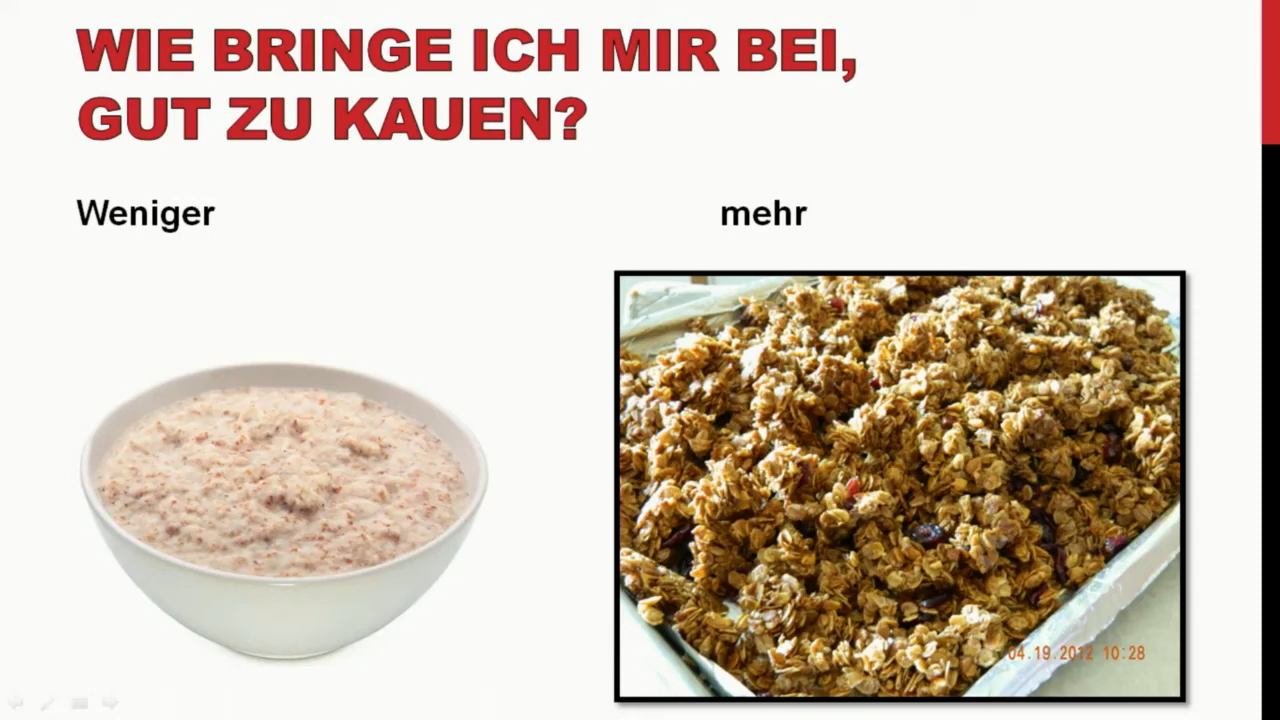 WIE BRINGE ICH MIR BEI,
GUT ZU KAUEN?
Weniger
mehr
04.19.2012 10:28